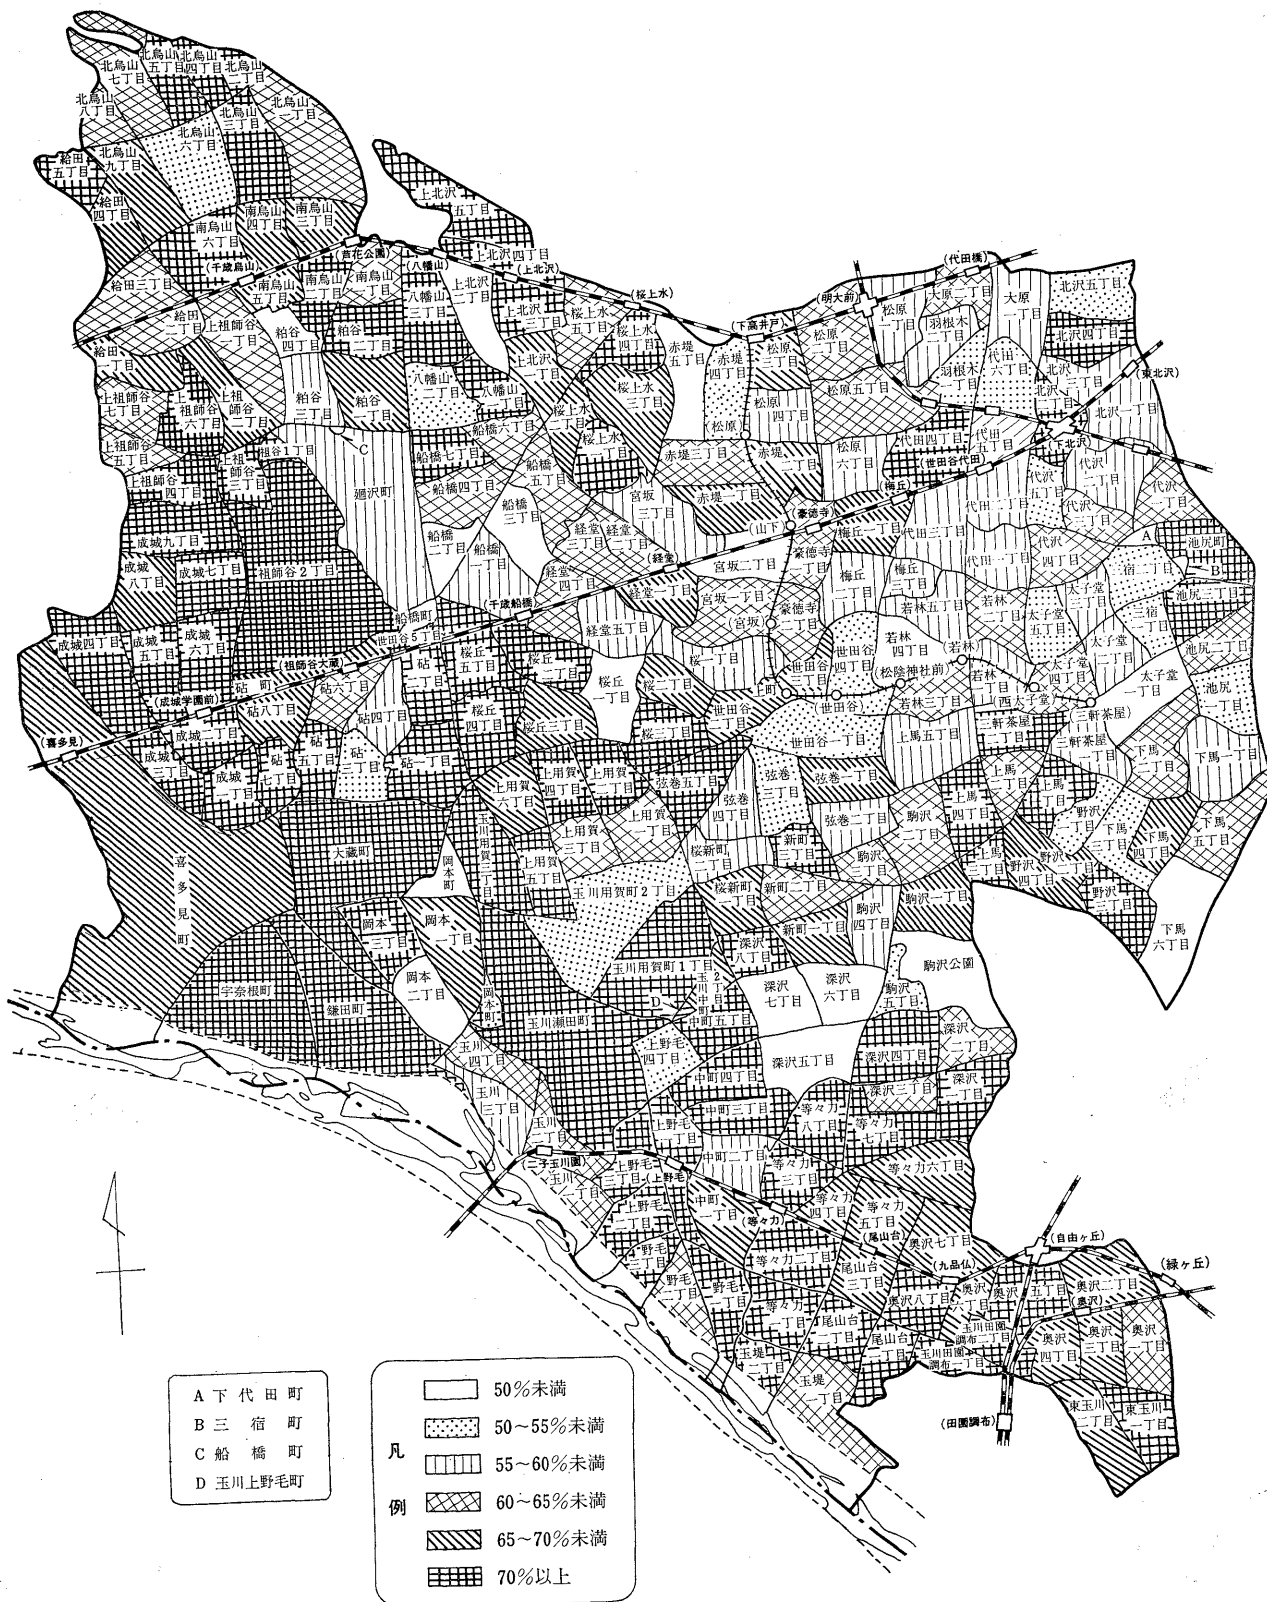 北烏山七丁目
北烏山五丁目
北烏山四丁目
北烏山二丁目
北烏山八丁目
北烏山三丁目
北烏山一丁目
北烏山六丁目
北烏山九丁目
給田五丁目
給田四丁目
南烏山六丁目
南烏山四丁目
南烏山三丁目
上北沢五丁目
上北沢四丁目
(千歳烏山)
(芦花公園)
(八幡山)
(上北沢)
(桜上水)
(下高井戸)
(明大前)
(代田橋)
給田三丁目
給田二丁目
給田一丁目
南烏山五丁目
南烏山二丁目
南烏山一丁目
八幡山三丁目
上北沢二丁目
上北沢三丁目
上北沢一丁目
桜上水五丁目
桜上水四丁目
桜上水三丁目
桜上水二丁目
桜上水一丁目
赤堤五丁目
赤堤四丁目
赤堤三丁目
赤堤二丁目
赤堤一丁目
松原一丁目
松原二丁目
松原三丁目
松原四丁目
松原五丁目
松原六丁目
(松原)
大原二丁目
大原一丁目
羽根木二丁目
羽根木一丁目
北沢五丁目
北沢四丁目
北沢三丁目
北沢二丁目
北沢一丁目
(東北沢)
(下北沢)
代田六丁目
代田五丁目
代田四丁目
代田三丁目
代田二丁目
代田一丁目
(世田谷代田)
(梅丘)
(豪徳寺)
(山下)
(経堂)
上祖師谷一丁目
上祖師谷二丁目
上祖師谷三丁目
上祖師谷四丁目
上祖師谷五丁目
上祖師谷六丁目
上祖師谷七丁目
粕谷四丁目
粕谷三丁目
粕谷二丁目
粕谷一丁目
八幡山二丁目
八幡山一丁目
祖谷1丁目
C
廻沢町
船橋七丁目
船橋六丁目
船橋五丁目
船橋四丁目
船橋三丁目
船橋二丁目
船橋一丁目
船橋町
宮坂三丁目
宮坂二丁目
宮坂一丁目
(宮坂)
経堂三丁目
経堂二丁目
経堂四丁目
経堂一丁目
経堂五丁目
豪徳寺一丁目
豪徳寺二丁目
梅丘一丁目
梅丘二丁目
梅丘三丁目
代沢五丁目
代沢二丁目
代沢一丁目
代沢三丁目
代沢四丁目
A
B
池尻町
池尻三丁目
池尻二丁目
池尻一丁目
三宿二丁目
三宿一丁目
太子堂五丁目
太子堂三丁目
太子堂二丁目
太子堂四丁目
太子堂一丁目
若林五丁目
若林四丁目
若林二丁目
若林一丁目
若林三丁目
(若林)
(松陰神社前)
(西太子堂)
(三軒茶屋)
三軒茶屋二丁目
三軒茶屋一丁目
成城九丁目
成城八丁目
成城七丁目
成城六丁目
成城五丁目
成城四丁目
成城三丁目
成城二丁目
成城一丁目
祖師谷2丁目
(千歳船橋)
(祖師谷大蔵)
(成城学園前)
(喜多見)
世田谷5丁目
砧町
砧八丁目
砧七丁目
砧六丁目
砧五丁目
砧四丁目
砧三丁目
砧二丁目
砧一丁目
桜丘五丁目
桜丘四丁目
桜丘三丁目
桜丘二丁目
桜丘一丁目
桜一丁目
桜二丁目
桜三丁目
世田谷四丁目
世田谷三丁目
世田谷二丁目
世田谷一丁目
(上町)
(世田谷)
上馬五丁目
上馬四丁目
上馬三丁目
上馬二丁目
上馬一丁目
下馬一丁目
下馬二丁目
下馬三丁目
下馬四丁目
下馬五丁目
下馬六丁目
野沢一丁目
野沢二丁目
野沢三丁目
野沢四丁目
弦巻五丁目
弦巻四丁目
弦巻三丁目
弦巻二丁目
弦巻一丁目
上用賀六丁目
上用賀五丁目
上用賀四丁目
上用賀三丁目
上用賀二丁目
上用賀一丁目
桜新町二丁目
桜新町一丁目
新町三丁目
新町二丁目
新町一丁目
駒沢一丁目
駒沢二丁目
駒沢三丁目
駒沢四丁目
駒沢五丁目
駒沢公園
喜多見町
宇奈根町
鎌田町
大蔵町
岡本町
岡本三丁目
岡本一丁目
岡本二丁目
岡本町
玉川用賀三丁目
玉川用賀町2丁目
玉川用賀町1丁目
玉川中町2丁目
D
玉川瀬田町
深沢八丁目
深沢七丁目
深沢六丁目
深沢五丁目
深沢四丁目
深沢三丁目
深沢二丁目
深沢一丁目
中町五丁目
中町四丁目
中町三丁目
中町二丁目
中町一丁目
上野毛四丁目
上野毛一丁目
上野毛三丁目
上野毛二丁目
(上野毛)
玉川四丁目
玉川三丁目
玉川二丁目
玉川一丁目
(二子玉川園)
野毛三丁目
野毛二丁目
野毛一丁目
等々力八丁目
等々力七丁目
等々力六丁目
等々力五丁目
等々力四丁目
等々力三丁目
等々力二丁目
等々力一丁目
(等々力)
(尾山台)
(九品仏)
(自由ヶ丘)
(緑ヶ丘)
(奥沢)
(田園調布)
尾山台三丁目
尾山台二丁目
尾山台一丁目
奥沢八丁目
奥沢七丁目
奥沢六丁目
奥沢五丁目
奥沢四丁目
奥沢三丁目
奥沢二丁目
奥沢一丁目
玉川田園調布二丁目
玉川田園調布一丁目
玉堤二丁目
玉堤一丁目
東玉川二丁目
東玉川一丁目
A 下代田町
B 三宿町
C 船橋町
D 玉川上野毛町
凡例
50%未満
50~55%未満
55~60%未満
60~65%未満
65~70%未満
70%以上